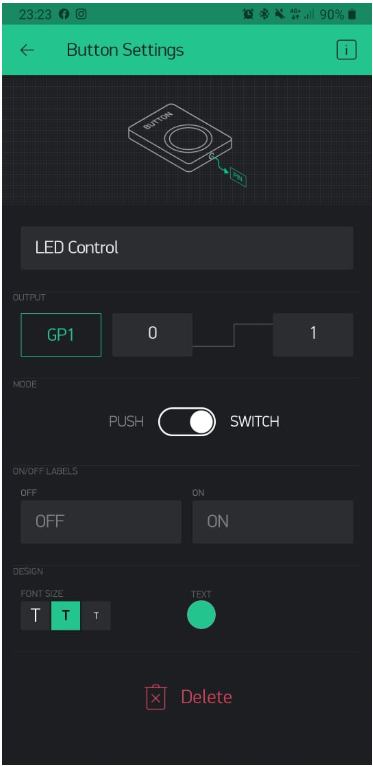 23:23 90%
Button Settings
BUTTON
PIN
LED Control
OUTPUT
GP1 0 1
MODE
PUSH SWITCH
ON/OFF LABELS
OFF ON
OFF ON
DESIGN
FONT SIZE TEXT
T T T
Delete